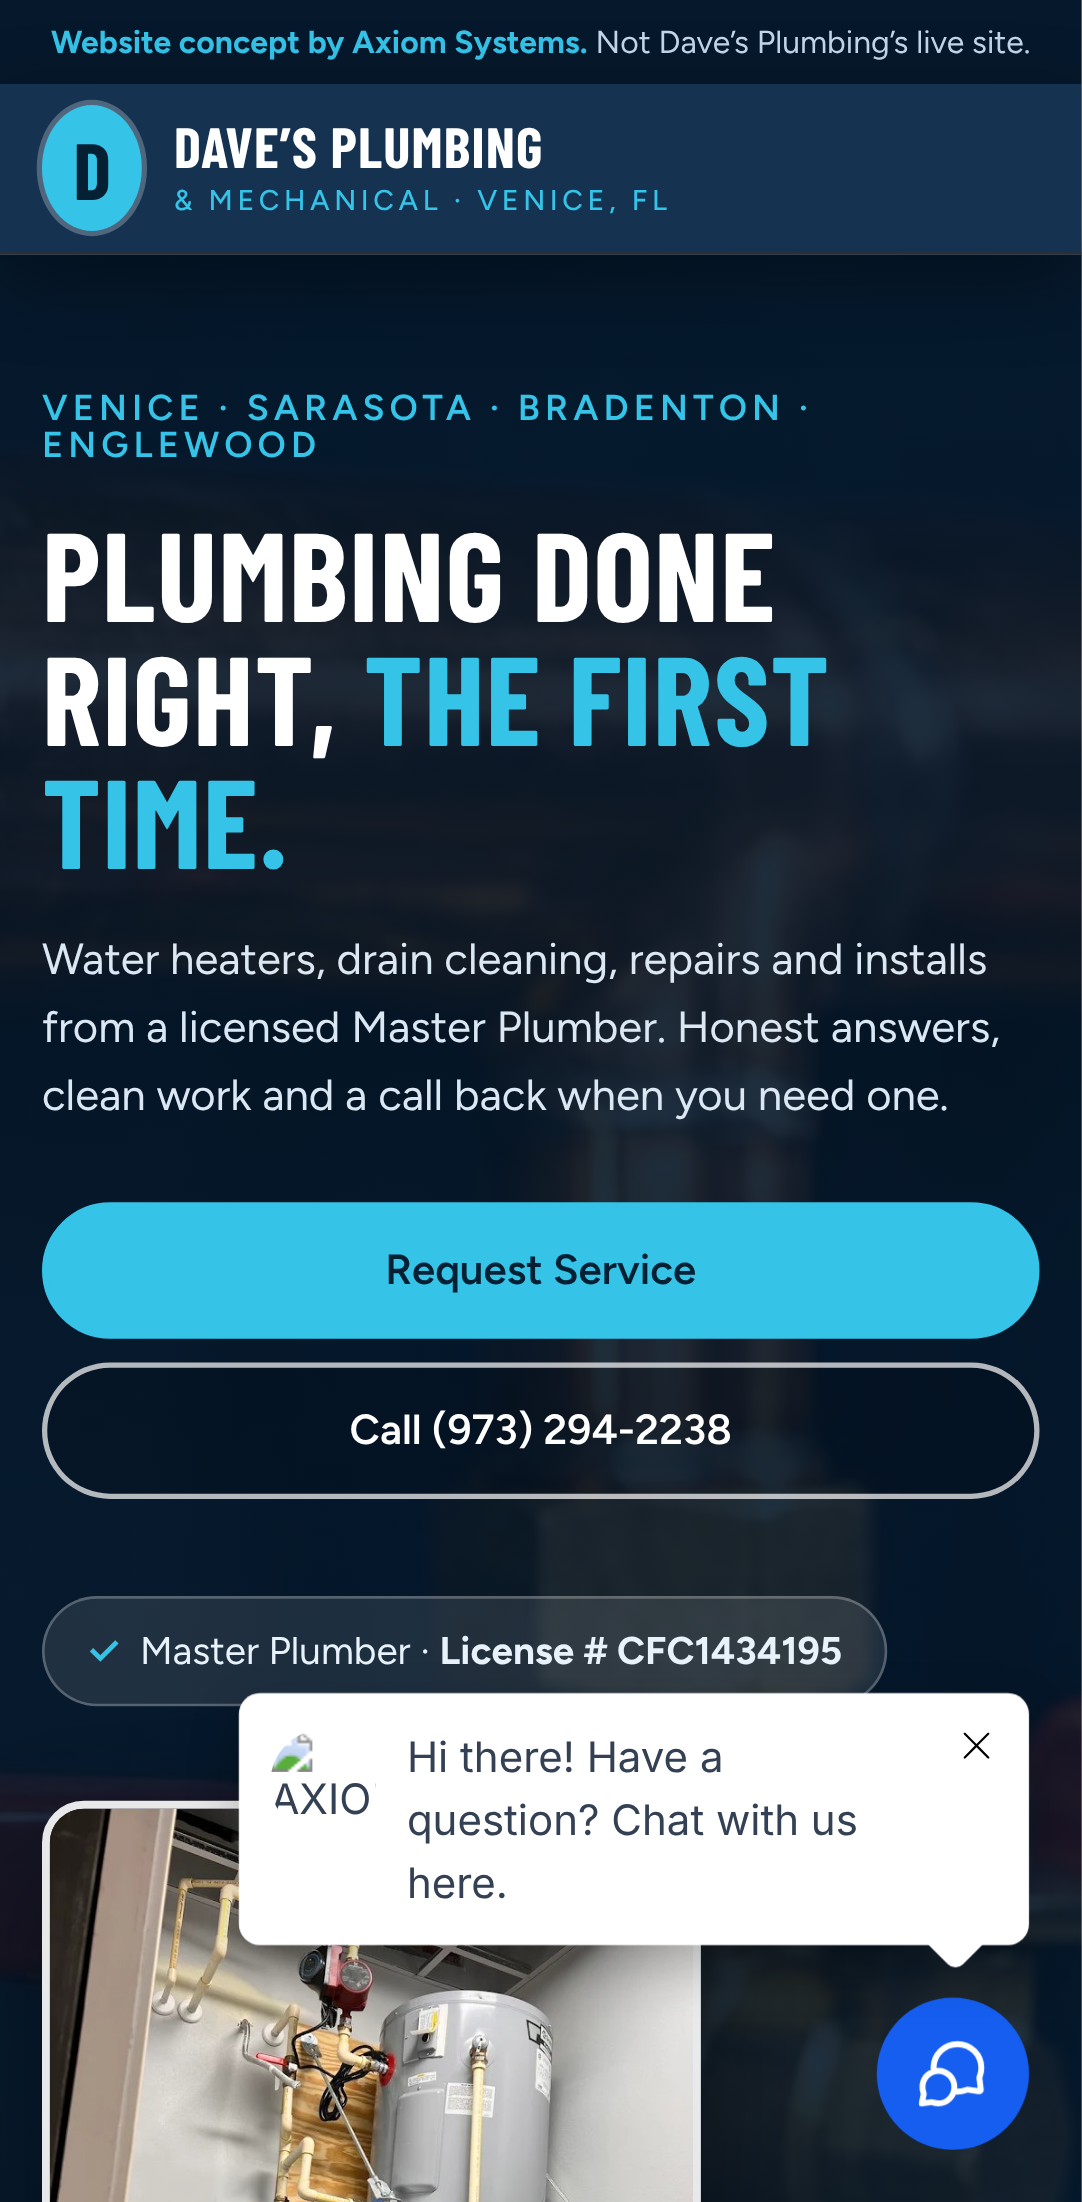 Website concept by Axiom Systems. Not Dave’s Plumbing’s live site.
D
DAVE’S PLUMBING
& MECHANICAL · VENICE, FL
VENICE · SARASOTA · BRADENTON ·
ENGLEWOOD
PLUMBING DONE
RIGHT, THE FIRST
TIME.
Water heaters, drain cleaning, repairs and installs
from a licensed Master Plumber. Honest answers,
clean work and a call back when you need one.
Request Service
Call (973) 294-2238
Master Plumber · License # CFC1434195
Hi there! Have a
question? Chat with us
here.
AXIO